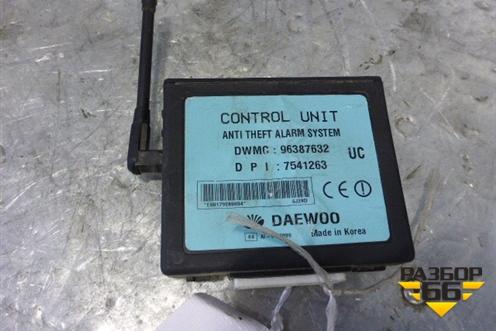 CONTROL UNIT
ANTI THEFT ALARM SYSTEM
DWMC : 96387632
UC
D P I : 7541263
CE
DAEWOO
Made in Korea
РАЗБОР
66